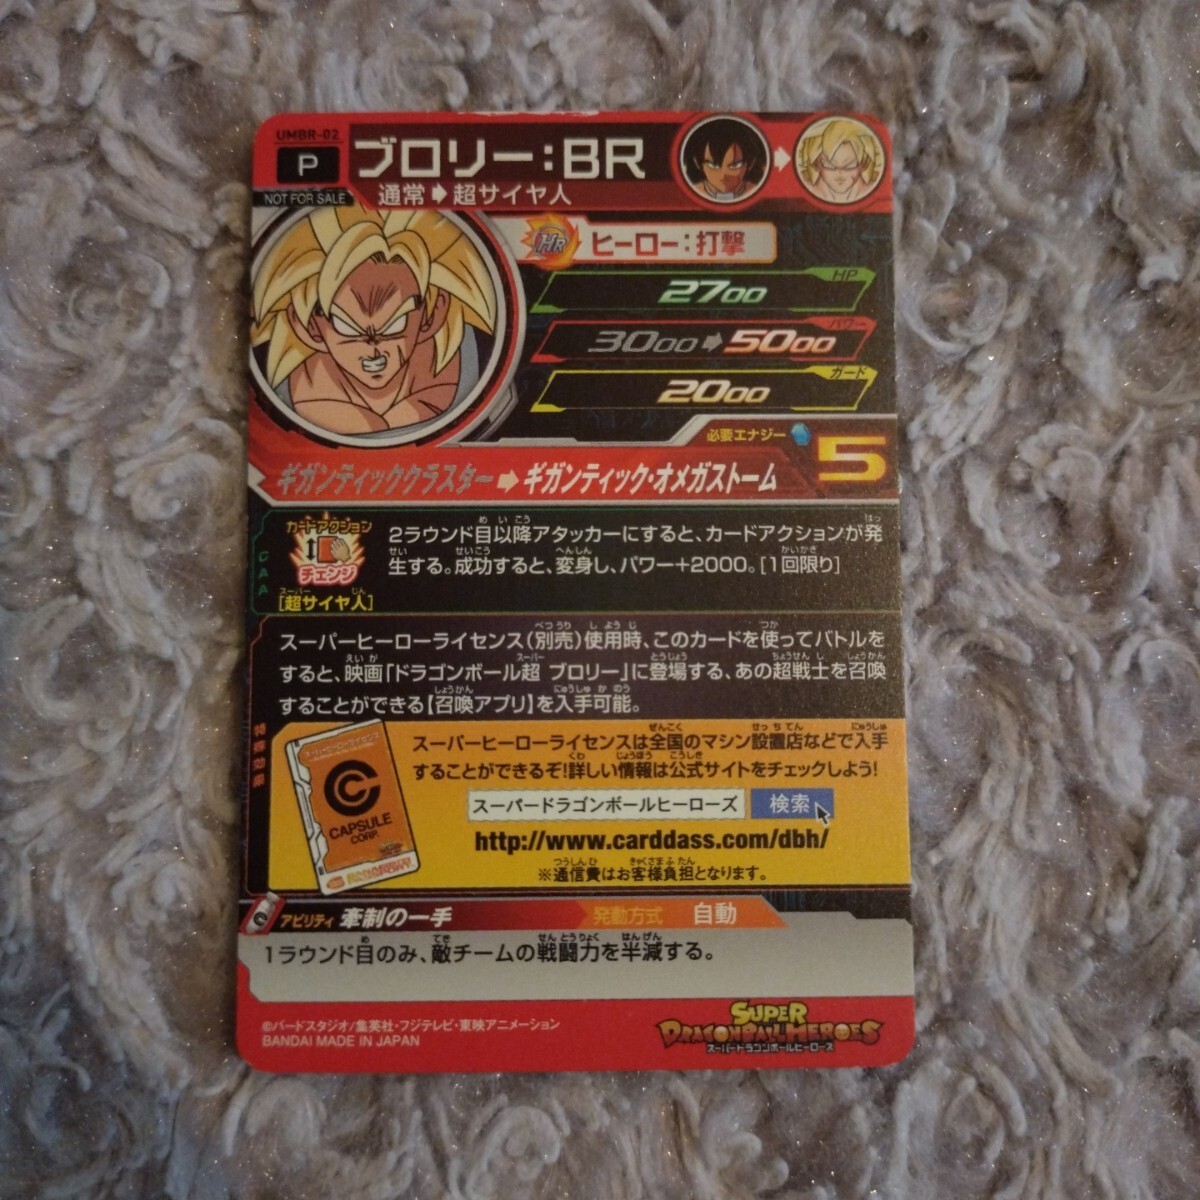 UMBR-02
P
NOT FOR SALE
ブロリー:BR
通常➡超サイヤ人
HR ヒーロー:打撃
HP
2700
パワー
3000➡5000
ガード
2000
必要エナジー 5
ギガンティッククラスター➡ギガンティック・オメガストーム
CAA
カードアクション
チェンジ
[超サイヤ人]
2ラウンド目以降アタッカーにすると、カードアクションが発
生する。成功すると、変身し、パワー+2000。[1回限り]
特殊効果
スーパーヒーローライセンス(別売)使用時、このカードを使ってバトルを
すると、映画「ドラゴンボール超 ブロリー」に登場する、あの超戦士を召喚
することができる【召喚アプリ】を入手可能。
CAPSULE
CORP.
スーパーヒーローライセンスは全国のマシン設置店などで入手
することができるぞ!詳しい情報は公式サイトをチェックしよう!
スーパードラゴンボールヒーローズ 検索
http://www.carddass.com/dbh/
※通信費はお客様負担となります。
アビリティ 牽制の一手 発動方式 自動
1ラウンド目のみ、敵チームの戦闘力を半減する。
©バードスタジオ/集英社・フジテレビ・東映アニメーション
BANDAI MADE IN JAPAN
SUPER
DRAGONBALL HEROES
スーパードラゴンボールヒーローズ